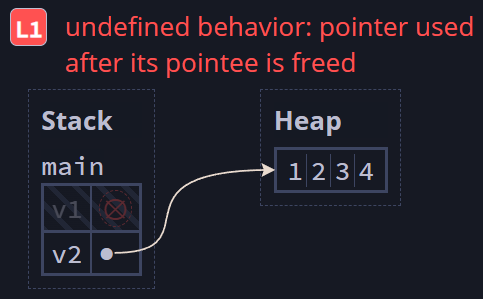 L1
undefined behavior: pointer used
after its pointee is freed
Stack
Heap
main
v1
v2
1 2 3 4